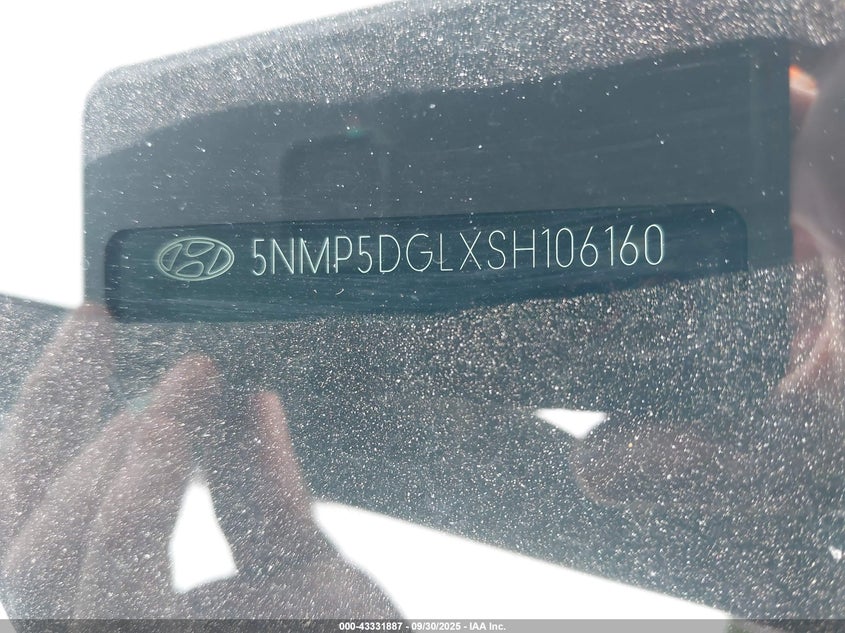 5NMP5DGLXSH106160
000-43331887 - 09/30/2025 - IAA Inc.